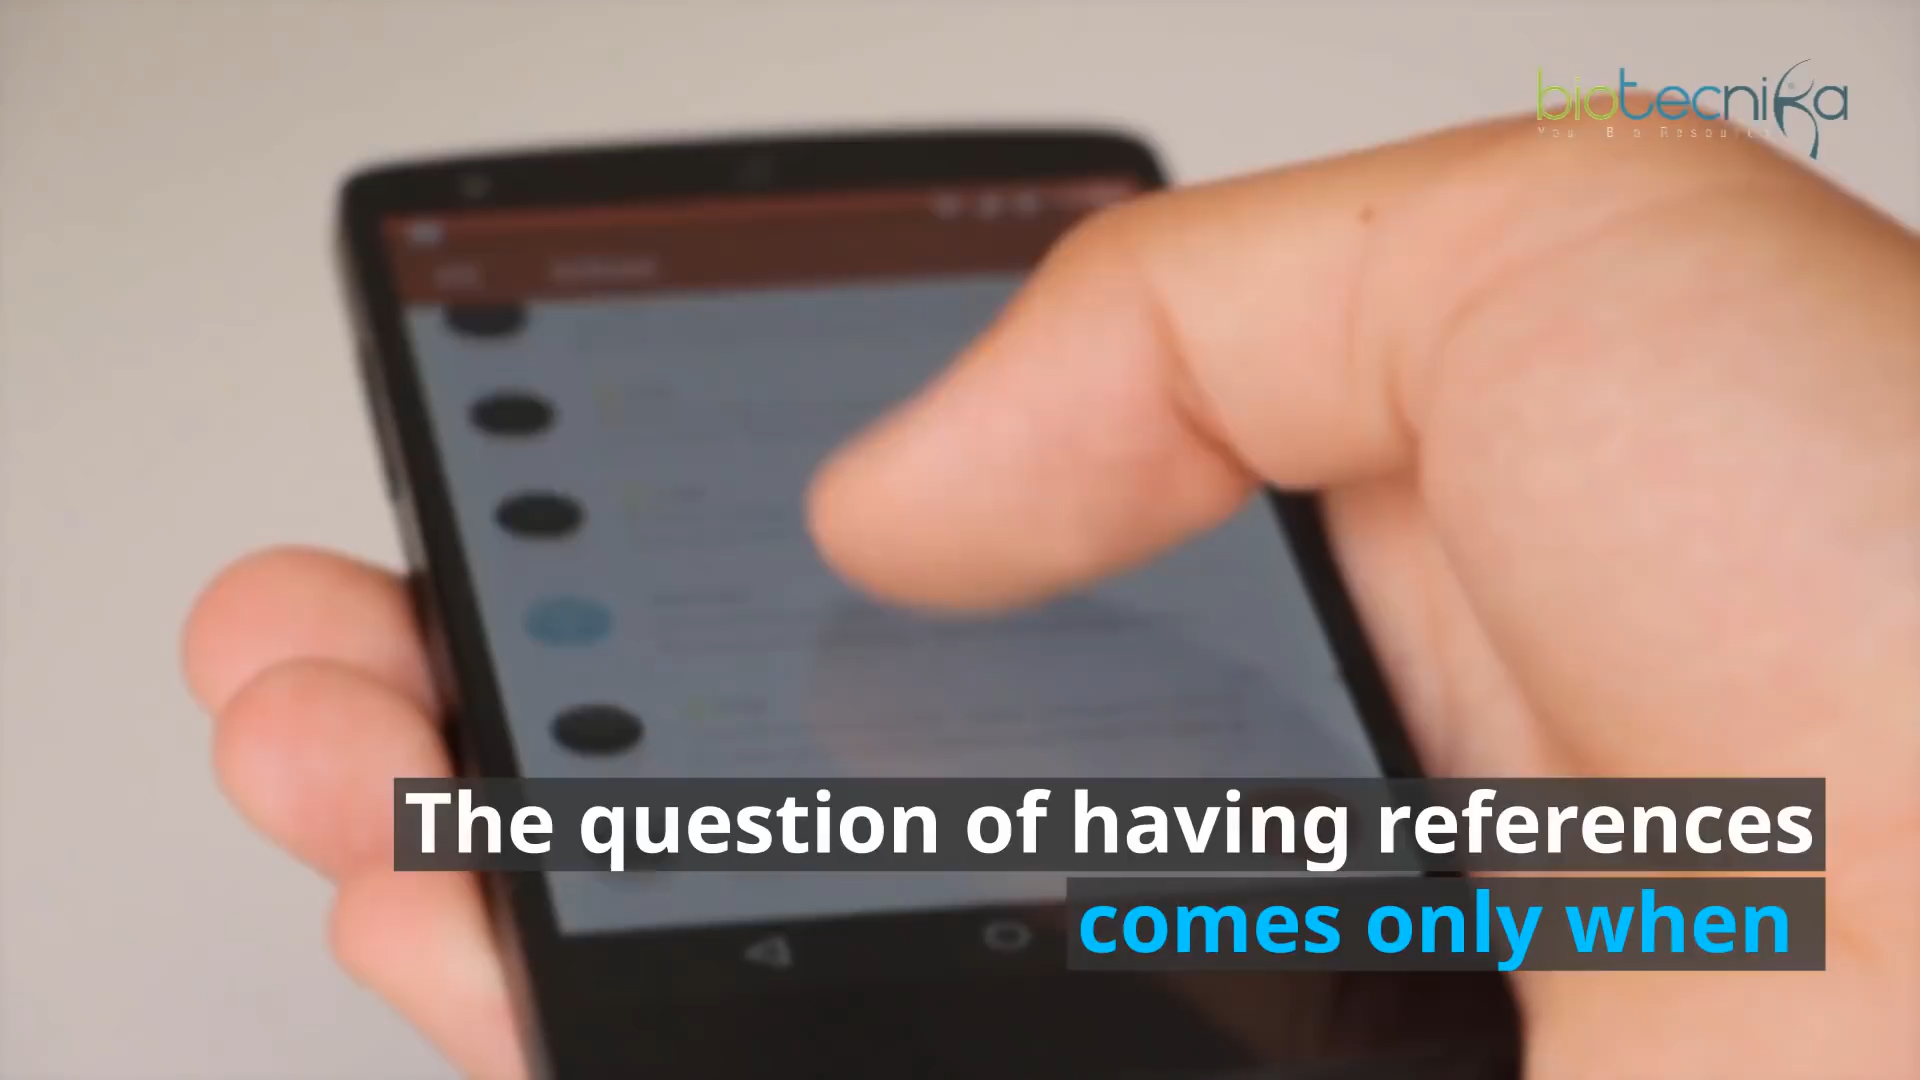 biotecnika
The question of having references
comes only when